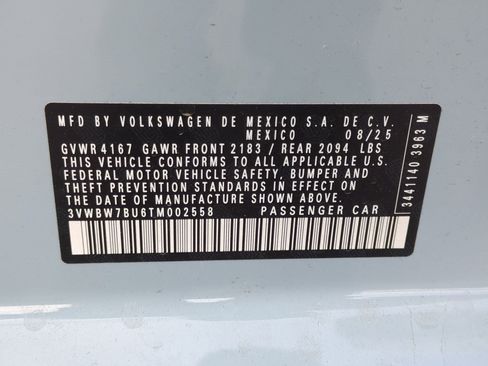 MFD BY VOLKSWAGEN DE MEXICO S.A. DE C.V.
MEXICO 08/25
GVWR 4167 GAWR FRONT 2183 / REAR 2094 LBS
THIS VEHICLE CONFORMS TO ALL APPLICABLE U.S.
FEDERAL MOTOR VEHICLE SAFETY, BUMPER AND
THEFT PREVENTION STANDARDS IN EFFECT ON
THE DATE OF MANUFACTURE SHOWN ABOVE.
3VWBW7BU6TM002558 PASSENGER CAR
3441140 3963 M